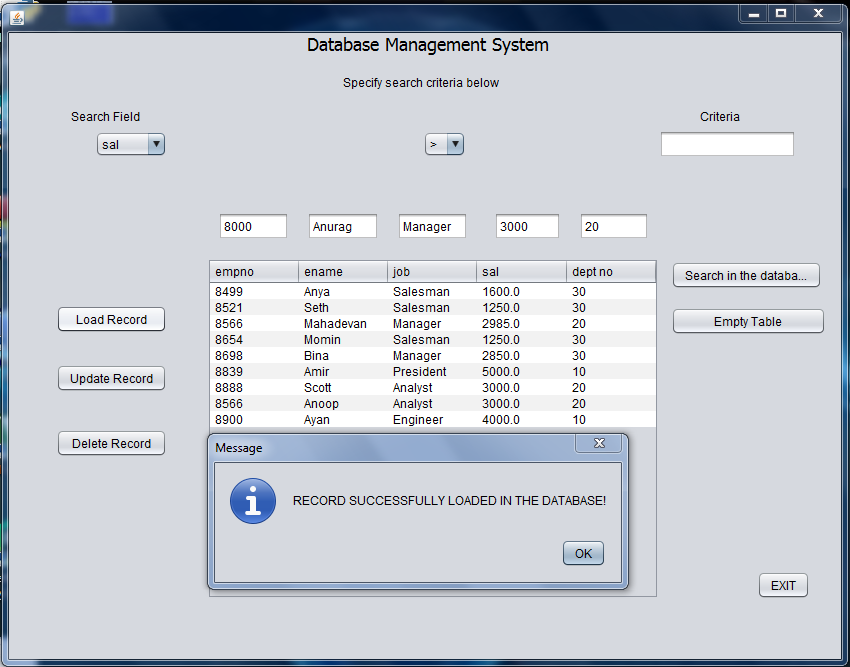 Database Management System
Specify search criteria below
Search Field
Criteria
sal
>
8000 Anurag Manager 3000 20
empno ename job sal dept no
8499 Anya Salesman 1600.0 30
8521 Seth Salesman 1250.0 30
8566 Mahadevan Manager 2985.0 20
8654 Momin Salesman 1250.0 30
8698 Bina Manager 2850.0 30
8839 Amir President 5000.0 10
8888 Scott Analyst 3000.0 20
8566 Anoop Analyst 3000.0 20
8900 Ayan Engineer 4000.0 10
Search in the databa...
Empty Table
Load Record
Update Record
Delete Record
Message
RECORD SUCCESSFULLY LOADED IN THE DATABASE!
OK
EXIT